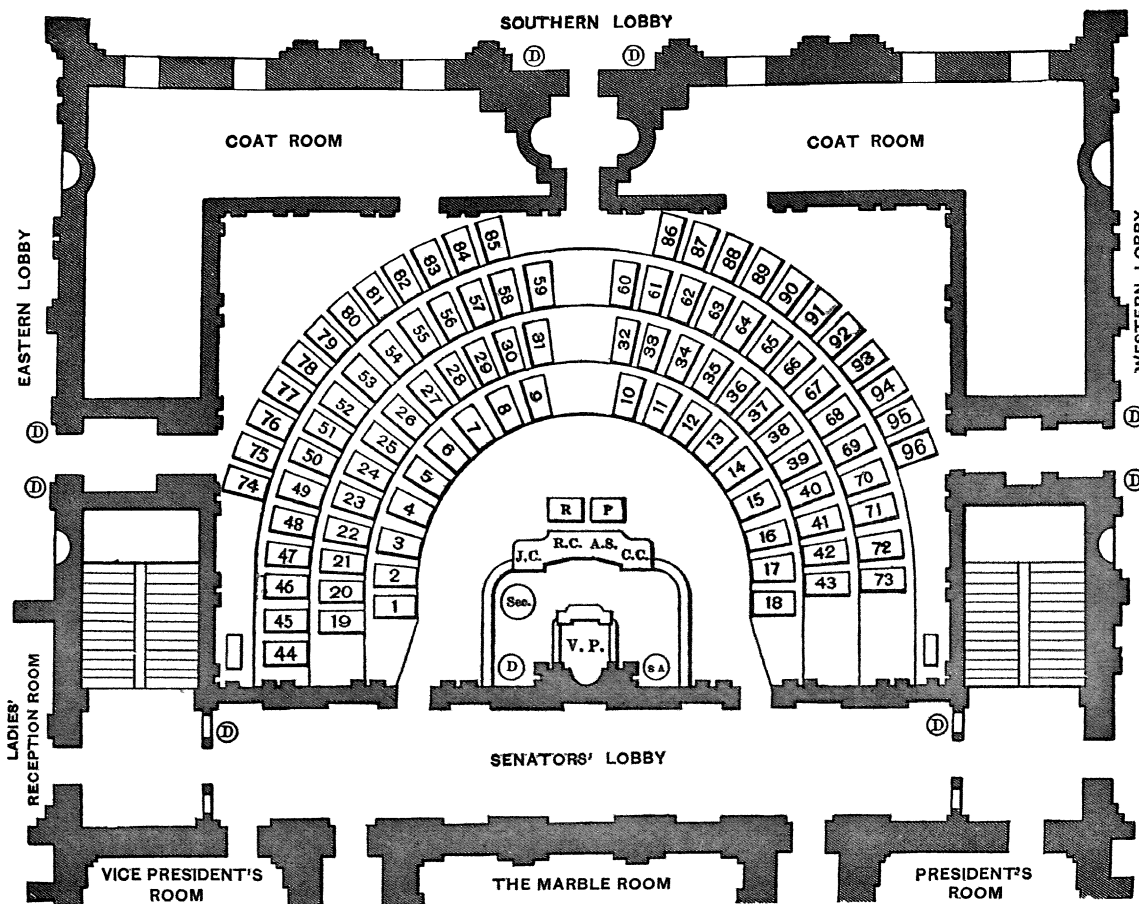 SOUTHERN LOBBY
D D
COAT ROOM
COAT ROOM
EASTERN LOBBY
WESTERN LOBBY
85 84 83 82 81 80 79 78 77 76 75 74
86 87 88 89 90 91 92 93 94 95 96
59 58 57 56 55 54 53 52 51 50 49 48 47 46 45 44
60 61 62 63 64 65 66 67 68 69 70 71 72 73
31 30 29 28 27 26 25 24 23 22 21 20 19
32 33 34 35 36 37 38 39 40 41 42 43
9 8 7 6 5 4 3 2 1
10 11 12 13 14 15 16 17 18
D
D
D
D
R P
J.C. R.C. A.S. C.C.
Sec.
V.P.
D
S A
D
D
LADIES'
RECEPTION ROOM
SENATORS' LOBBY
VICE PRESIDENT'S
ROOM
THE MARBLE ROOM
PRESIDENT'S
ROOM